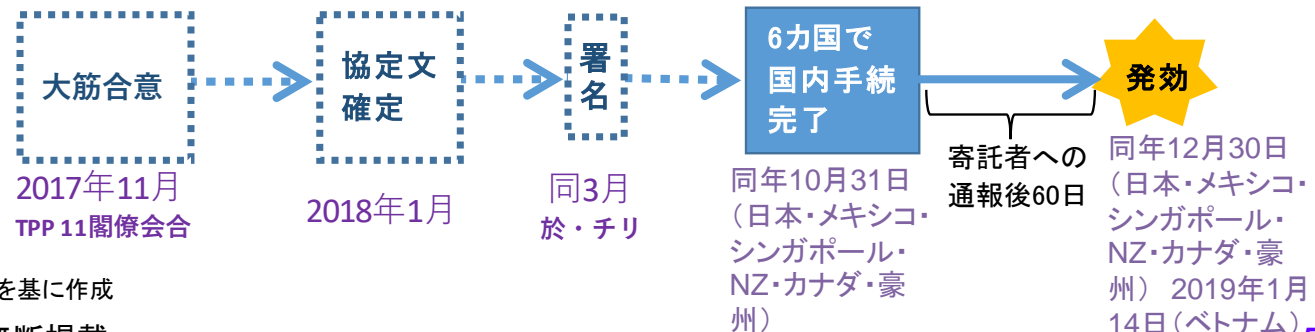 大筋合意
協定文
確定
署
名
6カ国で
国内手続
完了
発効
2017年11月
TPP 11閣僚会合
2018年1月
同3月
於・チリ
同年10月31日
（日本・メキシコ・
シンガポール・
NZ・カナダ・豪
州）
寄託者への
通報後60日
同年12月30日
（日本・メキシコ・
シンガポール・
NZ・カナダ・豪
州） 2019年1月
14日（ベトナム）
を基に作成
断掲載